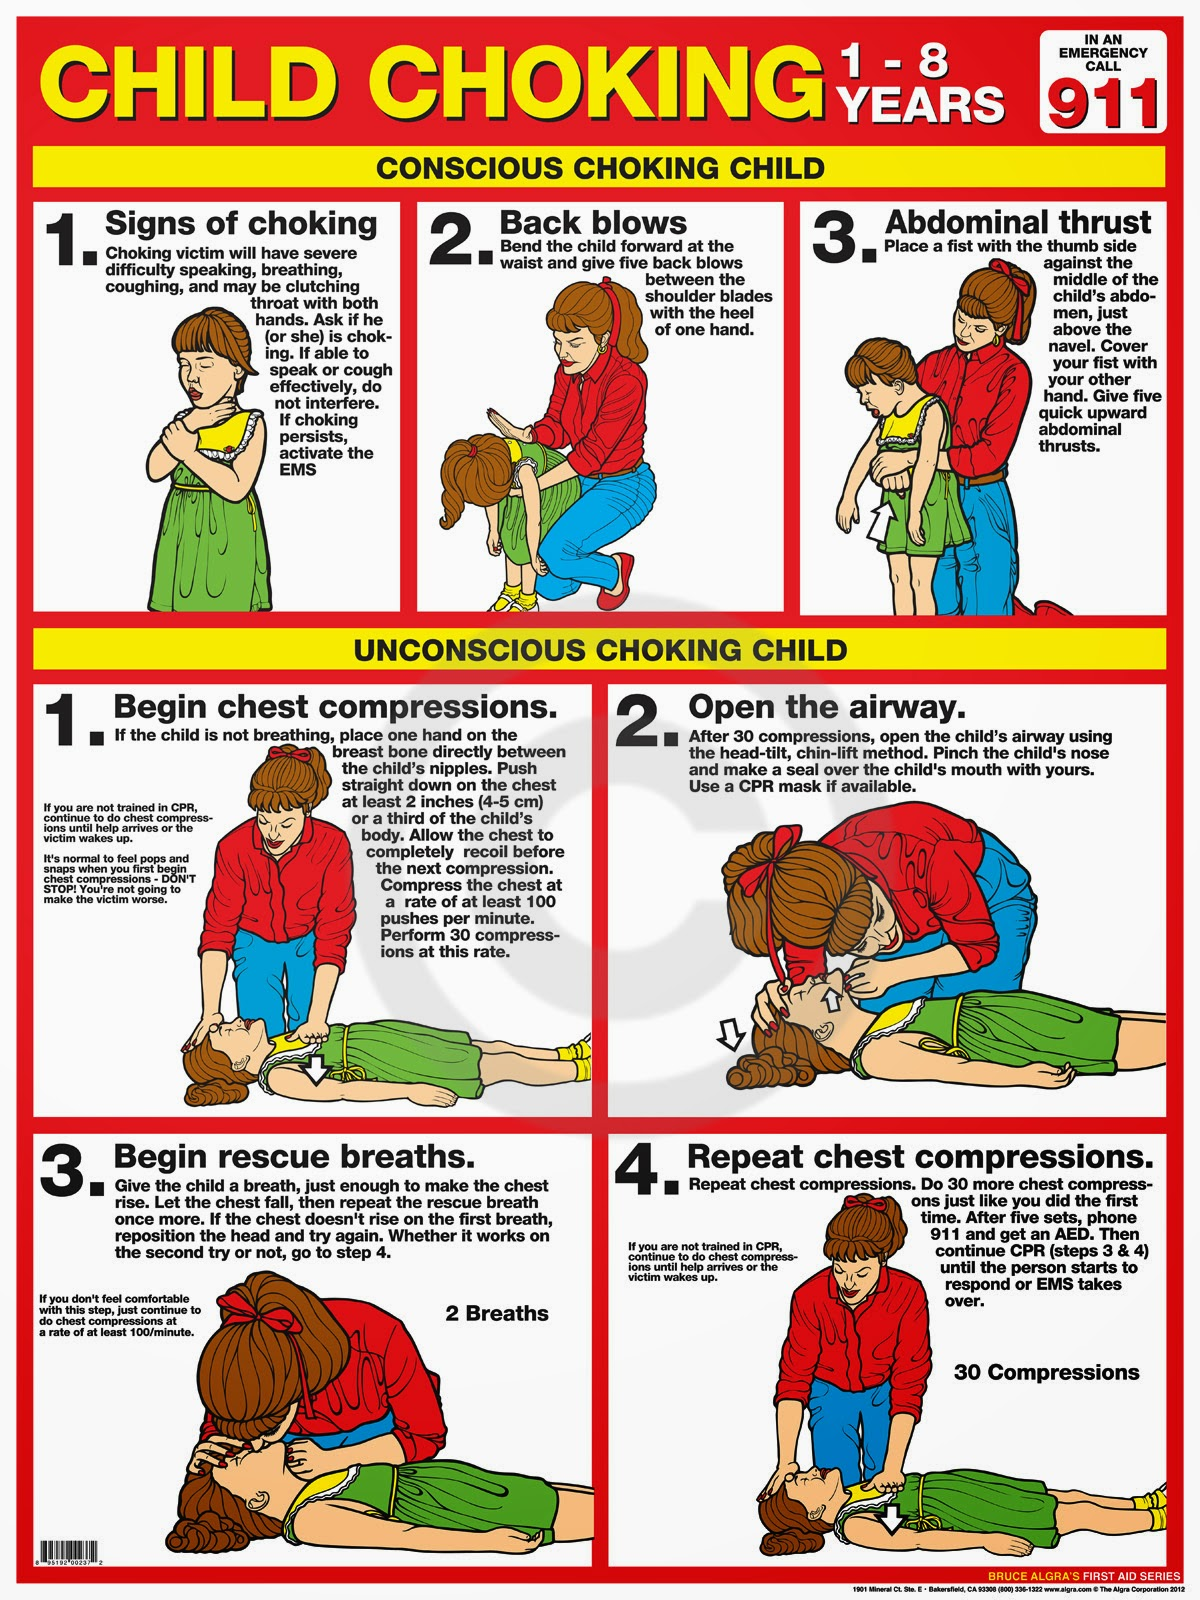 CHILD CHOKING
1 - 8
YEARS
IN AN
EMERGENCY
CALL
911
CONSCIOUS CHOKING CHILD
1. Signs of choking
Choking victim will have severe
difficulty speaking, breathing,
coughing, and may be clutching
throat with both
hands. Ask if he
(or she) is chok-
ing. If able to
speak or cough
effectively, do
not interfere.
If choking
persists,
activate the
EMS
2. Back blows
Bend the child forward at the
waist and give five back blows
between the
shoulder blades
with the heel
of one hand.
3. Abdominal thrust
Place a fist with the thumb side
against the
middle of the
child's abdo-
men, just
above the
navel. Cover
your fist with
your other
hand. Give five
quick upward
abdominal
thrusts.
UNCONSCIOUS CHOKING CHILD
1. Begin chest compressions.
If the child is not breathing, place one hand on the
breast bone directly between
the child's nipples. Push
straight down on the chest
at least 2 inches (4-5 cm)
or a third of the child's
body. Allow the chest to
completely recoil before
the next compression.
Compress the chest at
a rate of at least 100
pushes per minute.
Perform 30 compress-
ions at this rate.
If you are not trained in CPR,
continue to do chest compress-
ions until help arrives or the
victim wakes up.
It's normal to feel pops and
snaps when you first begin
chest compressions - DON'T
STOP! You're not going to
make the victim worse.
2. Open the airway.
After 30 compressions, open the child's airway using
the head-tilt, chin-lift method. Pinch the child's nose
and make a seal over the child's mouth with yours.
Use a CPR mask if available.
3. Begin rescue breaths.
Give the child a breath, just enough to make the chest
rise. Let the chest fall, then repeat the rescue breath
once more. If the chest doesn't rise on the first breath,
reposition the head and try again. Whether it works on
the second try or not, go to step 4.
If you don't feel comfortable
with this step, just continue to
do chest compressions at
a rate of at least 100/minute.
2 Breaths
4. Repeat chest compressions.
Repeat chest compressions. Do 30 more chest compress-
ions just like you did the first
time. After five sets, phone
911 and get an AED. Then
continue CPR (steps 3 & 4)
until the person starts to
respond or EMS takes
over.
If you are not trained in CPR,
continue to do chest compress-
ions until help arrives or the
victim wakes up.
30 Compressions
8 95192 00237 2
BRUCE ALGRA'S FIRST AID SERIES
1901 Mineral Ct. Ste. E • Bakersfield, CA 93308 (800) 336-1322 www.algra.com © The Algra Corporation 2012
©